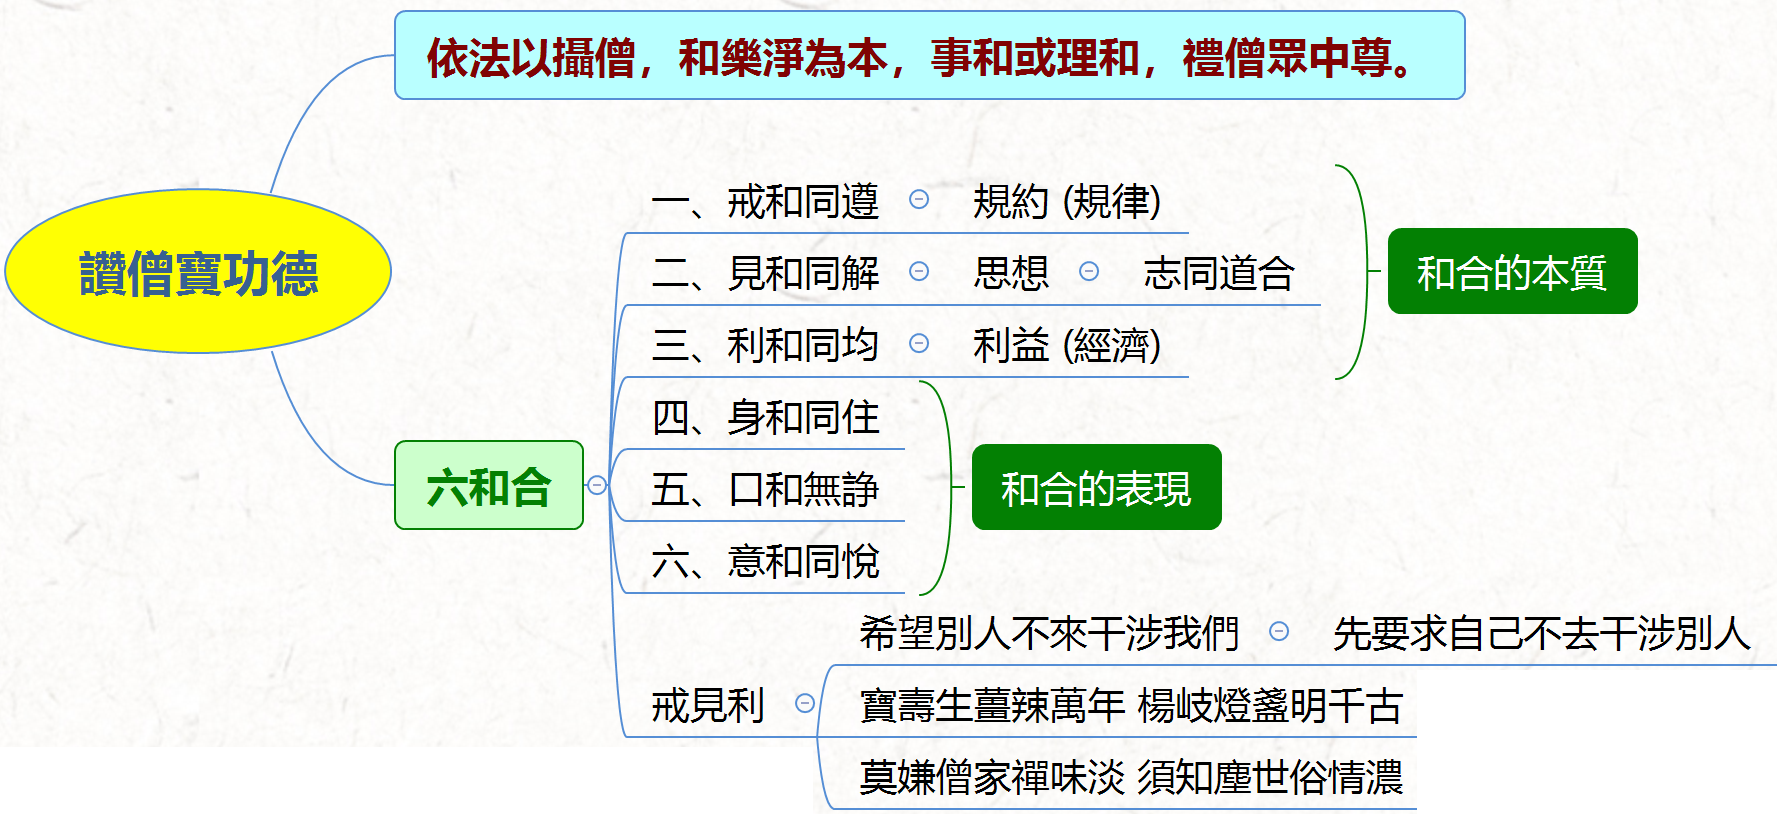 依法以攝僧，和樂淨為本，事和或理和，禮僧眾中尊。
讚僧寶功德
六和合
一、戒和同遵 規約 (規律)
二、見和同解 思想 志同道合
三、利和同均 利益 (經濟)
和合的本質
四、身和同住
五、口和無諍
六、意和同悅
和合的表現
戒見利
希望別人不來干涉我們 先要求自己不去干涉別人
寶壽生薑辣萬年 楊岐燈盞明千古
莫嫌僧家禪味淡 須知塵世俗情濃